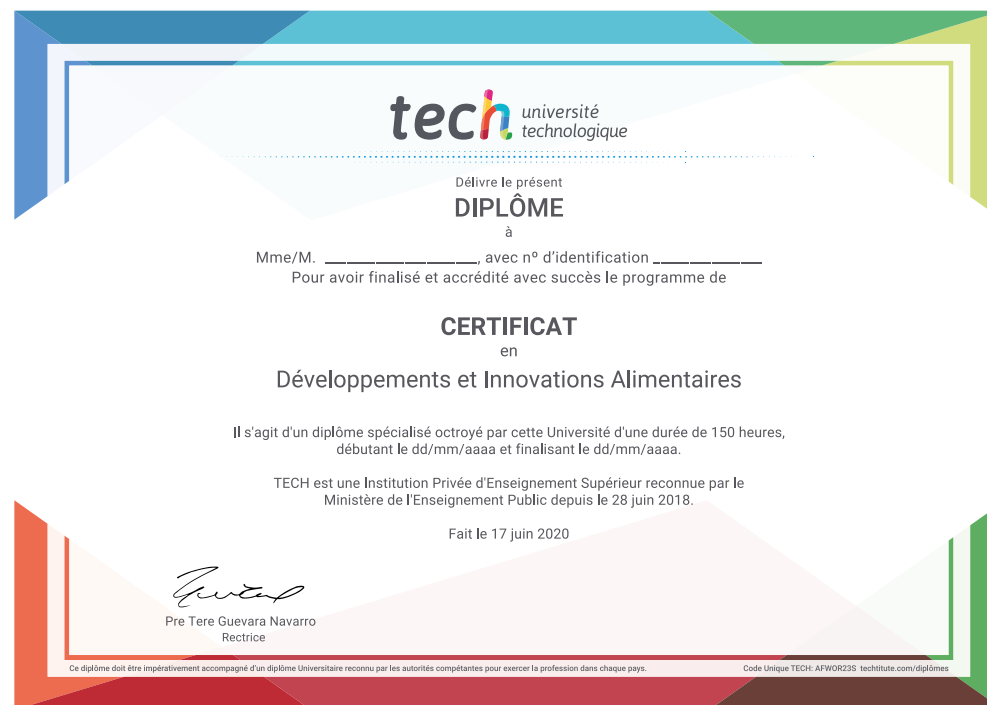 tech université
technologique
Délivre le présent
DIPLÔME
à
Mme/M. ____________________, avec nº d'identification ______________
Pour avoir finalisé et accrédité avec succès le programme de
CERTIFICAT
en
Développements et Innovations Alimentaires
Il s'agit d'un diplôme spécialisé octroyé par cette Université d'une durée de 150 heures,
débutant le dd/mm/aaaa et finalisant le dd/mm/aaaa.
TECH est une Institution Privée d'Enseignement Supérieur reconnue par le
Ministère de l'Enseignement Public depuis le 28 juin 2018.
Fait le 17 juin 2020
Pre Tere Guevara Navarro
Rectrice
Ce diplôme doit être impérativement accompagné d'un diplôme Universitaire reconnu par les autorités compétantes pour exercer la profession dans chaque pays.
Code Unique TECH: AFWOR23S techtitute.com/diplômes